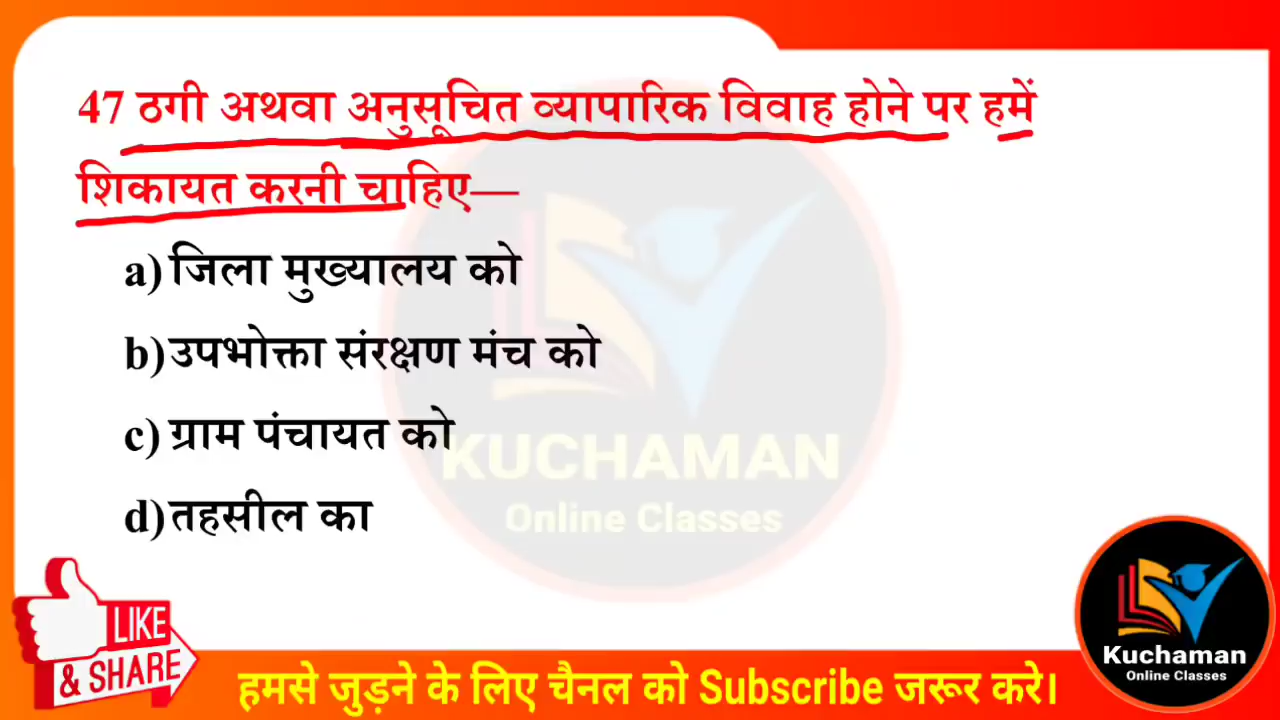 47 ठगी अथवा अनुसूचित व्यापारिक विवाह होने पर हमें
शिकायत करनी चाहिए—
a) जिला मुख्यालय को
b) उपभोक्ता संरक्षण मंच को
c) ग्राम पंचायत को
d) तहसील का
KUCHAMAN
Online Classes
LIKE
& SHARE
हमसे जुड़ने के लिए चैनल को Subscribe जरूर करे।
Kuchaman
Online Classes